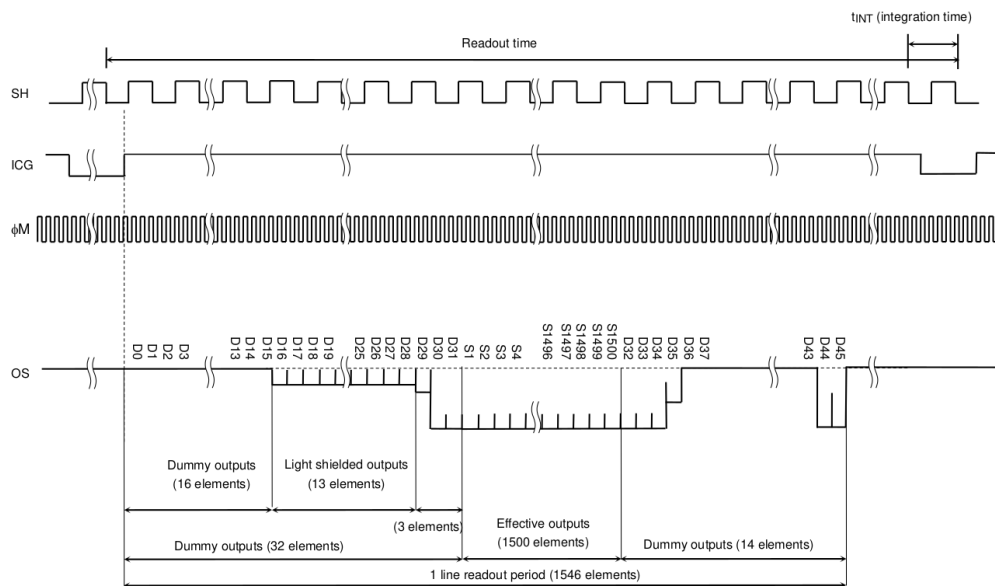 tINT (integration time)
Readout time
SH
ICG
ϕM
D0 D1 D2 D3 D13 D14 D15 D16 D17 D18 D19 D25 D26 D27 D28 D29 D30 D31 S1 S2 S3 S4 S1496 S1497 S1498 S1499 S1500 D32 D33 D34 D35 D36 D37 D43 D44 D45
OS
Dummy outputs
(16 elements)
Light shielded outputs
(13 elements)
(3 elements)
Effective outputs
(1500 elements)
Dummy outputs (32 elements)
Dummy outputs (14 elements)
1 line readout period (1546 elements)